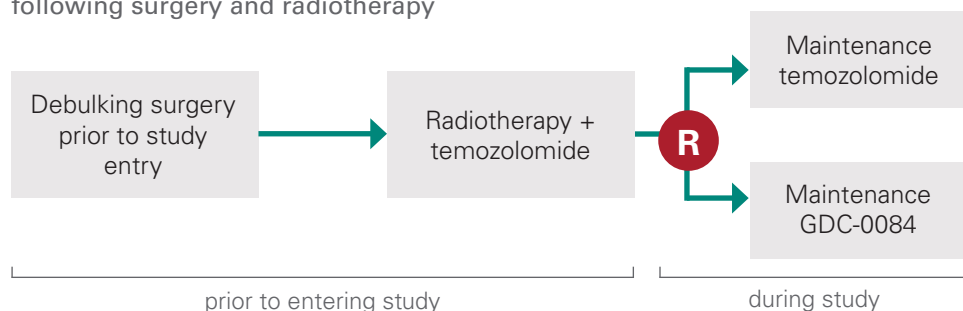 following surgery and radiotherapy
Debulking surgery
prior to study
entry
Radiotherapy +
temozolomide
R
Maintenance
temozolomide
Maintenance
GDC-0084
prior to entering study
during study